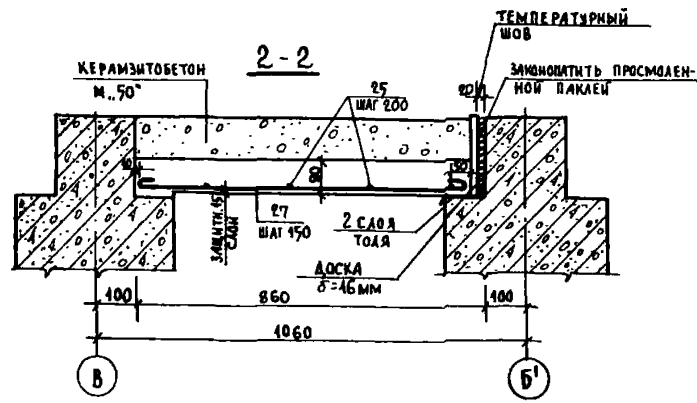 ТЕМПЕРАТУРНЫЙ
ШОВ
2-2
КЕРАМЗИТОБЕТОН
М„50"
25
ШАГ 200
20
ЗАКОНОПАТИТЬ ПРОСМОЛЕН-
НОЙ ПАКЛЕЙ
80
27
ШАГ 150
ЗАЩИТН. 15
СЛОЙ
2 СЛОЯ
ТОЛЯ
ДОСКА
δ=16мм
100
860
100
1060
В
Б'